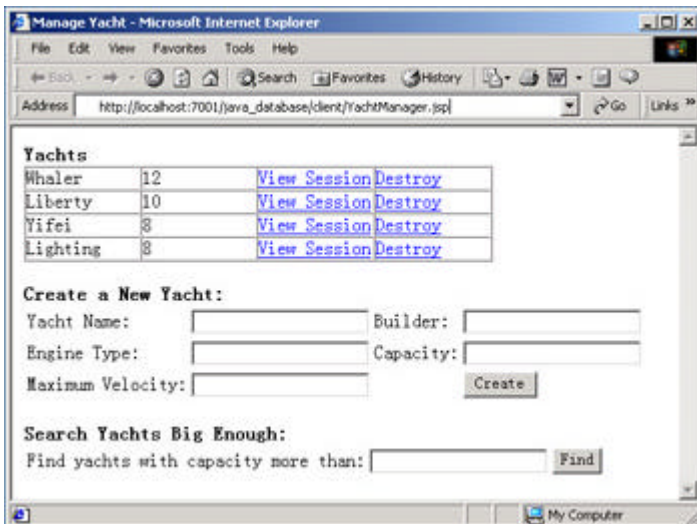 Manage Yacht - Microsoft Internet Explorer
File Edit View Favorites Tools Help
Back Search Favorites History
Address http://localhost:7001/java_database/client/YachtManager.jsp Go Links »
Yachts
Whaler 12 View Session Destroy
Liberty 10 View Session Destroy
Yifei 8 View Session Destroy
Lighting 8 View Session Destroy
Create a New Yacht:
Yacht Name: Builder:
Engine Type: Capacity:
Maximum Velocity: Create
Search Yachts Big Enough:
Find yachts with capacity more than: Find
My Computer